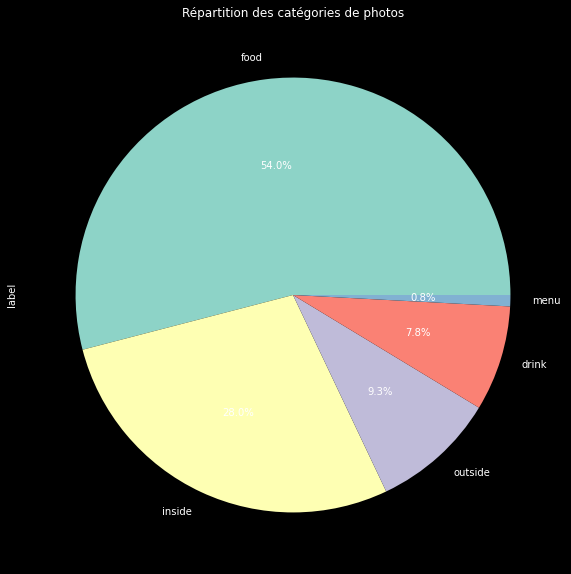 Répartition des catégories de photos
food
54.0%
label
0.8%
menu
7.8%
drink
9.3%
outside
inside